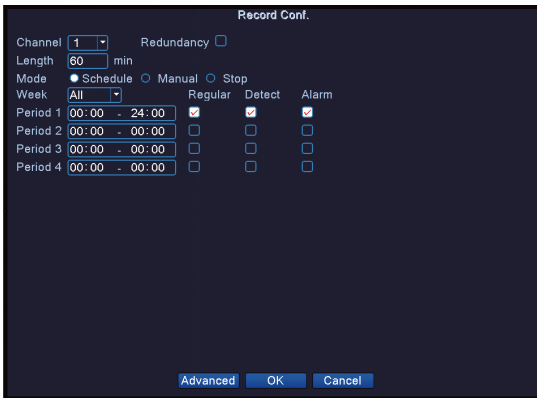 Record Conf.
Channel 1 Redundancy
Length 60 min
Mode Schedule Manual Stop
Week All Regular Detect Alarm
Period 1 00:00 - 24:00
Period 2 00:00 - 00:00
Period 3 00:00 - 00:00
Period 4 00:00 - 00:00
Advanced OK Cancel